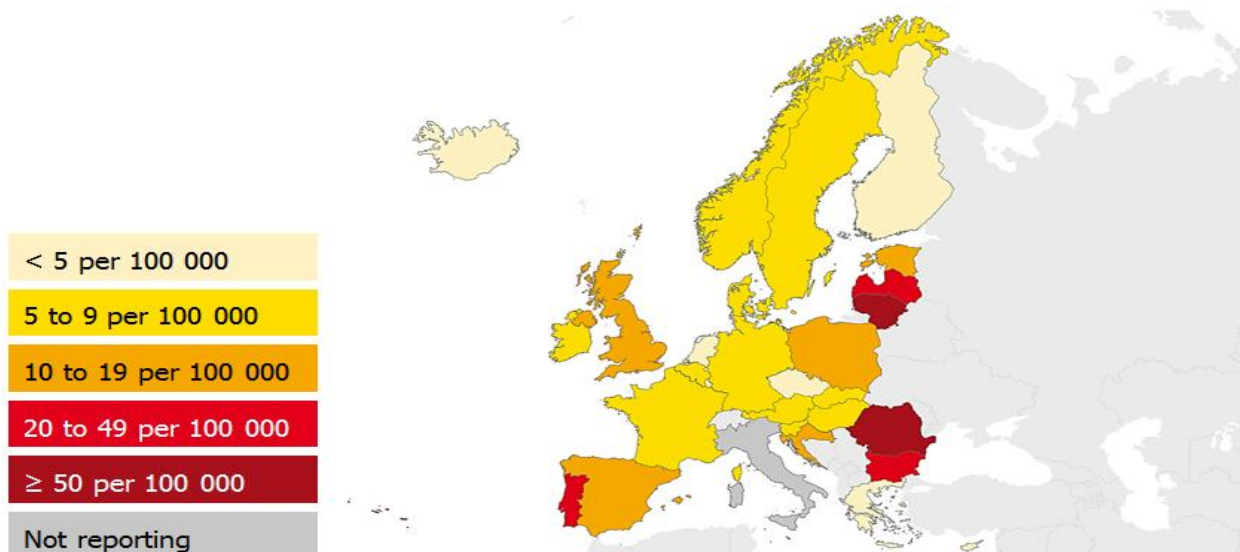 < 5 per 100 000
5 to 9 per 100 000
10 to 19 per 100 000
20 to 49 per 100 000
≥ 50 per 100 000
Not reporting